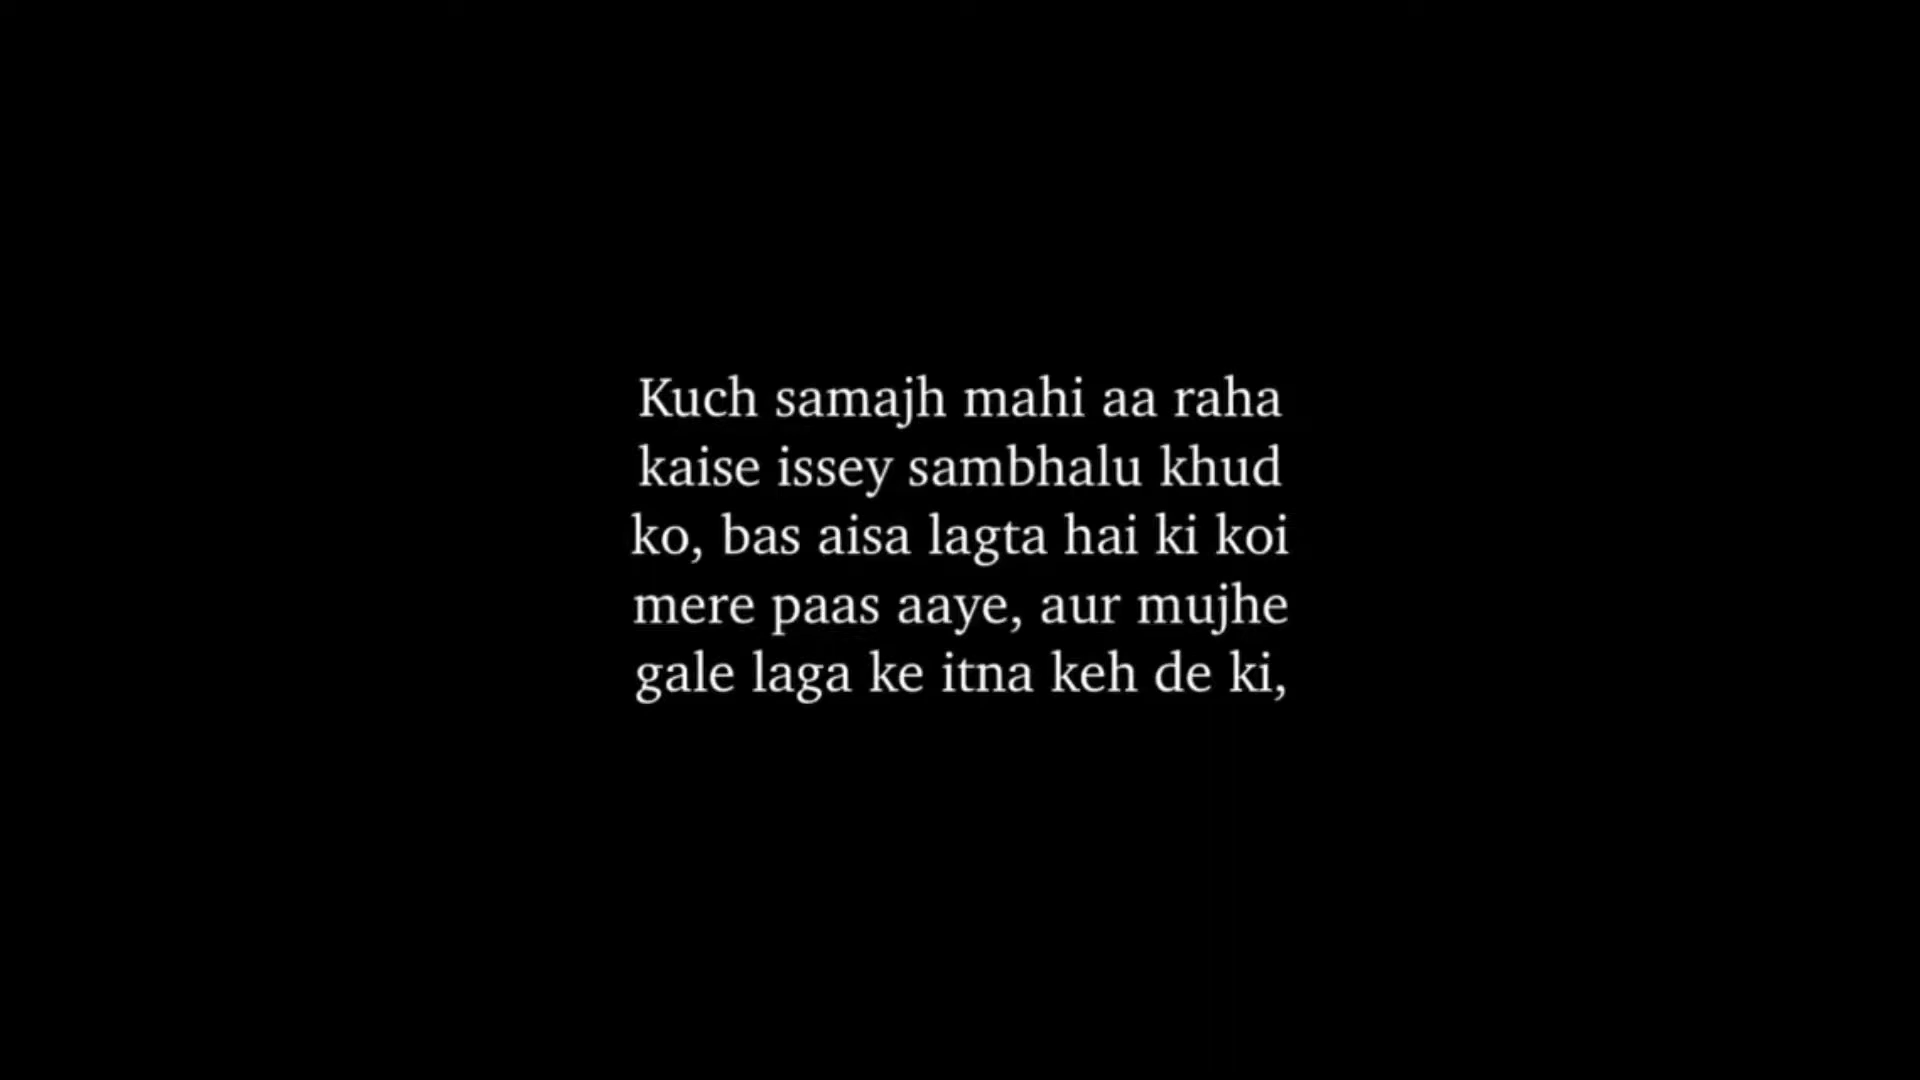 Kuch samajh mahi aa raha
kaise issey sambhalu khud
ko, bas aisa lagta hai ki koi
mere paas aaye, aur mujhe
gale laga ke itna keh de ki,